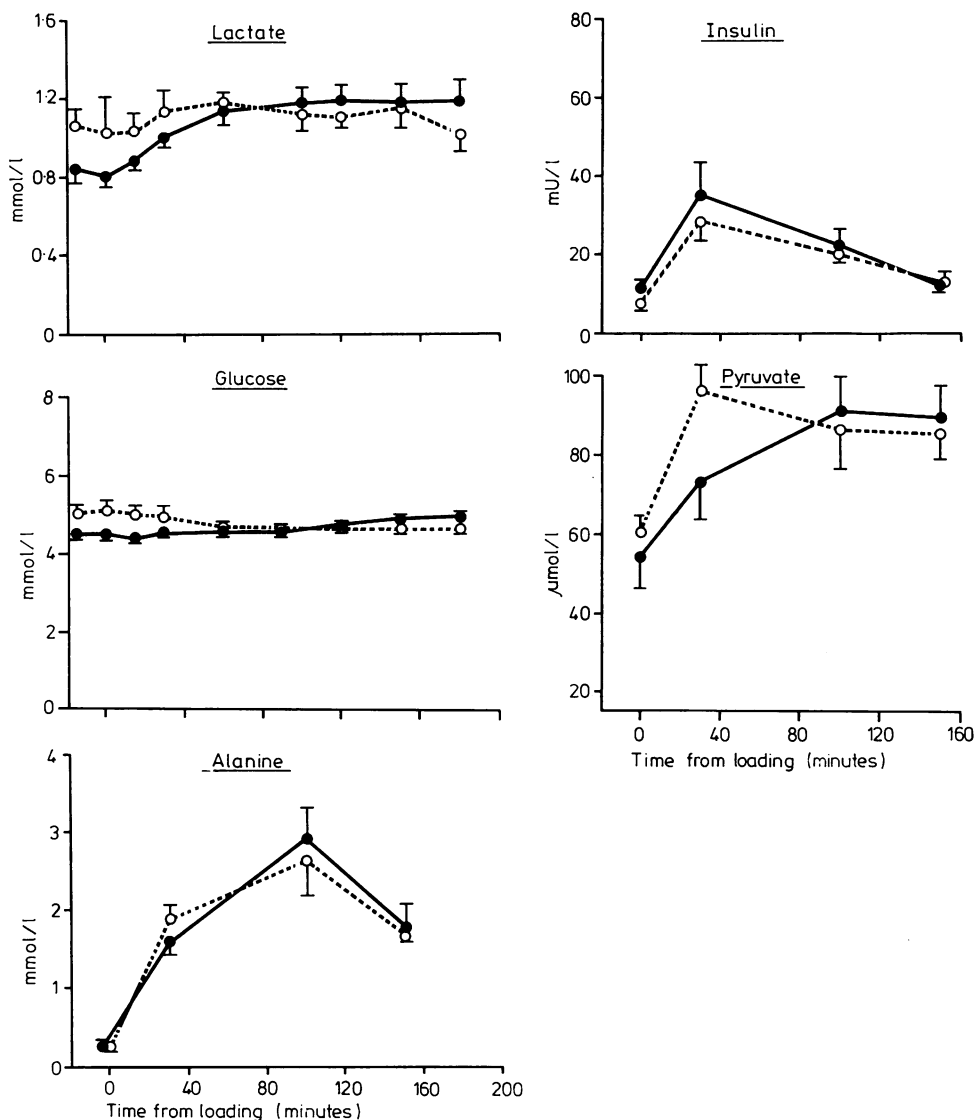 Lactate
1·6
1·2
0·8
0·4
0
mmol/l
Insulin
80
60
40
20
0
mU/l
Glucose
8
6
4
2
0
mmol/l
Pyruvate
100
80
60
40
20
µmol/l
0 40 80 120 160
Time from loading (minutes)
Alanine
4
3
2
1
0
mmol/l
0 40 80 120 160 200
Time from loading (minutes)